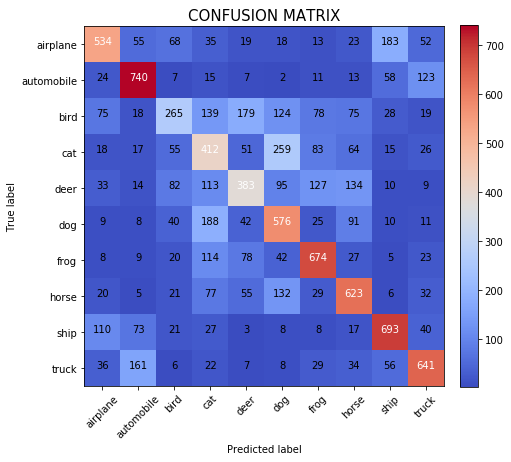 CONFUSION MATRIX
airplane 534 55 68 35 19 18 13 23 183 52
automobile 24 740 7 15 7 2 11 13 58 123
bird 75 18 265 139 179 124 78 75 28 19
cat 18 17 55 412 51 259 83 64 15 26
deer 33 14 82 113 383 95 127 134 10 9
dog 9 8 40 188 42 576 25 91 10 11
frog 8 9 20 114 78 42 674 27 5 23
horse 20 5 21 77 55 132 29 623 6 32
ship 110 73 21 27 3 8 8 17 693 40
truck 36 161 6 22 7 8 29 34 56 641
airplane automobile bird cat deer dog frog horse ship truck
True label
Predicted label
700
600
500
400
300
200
100